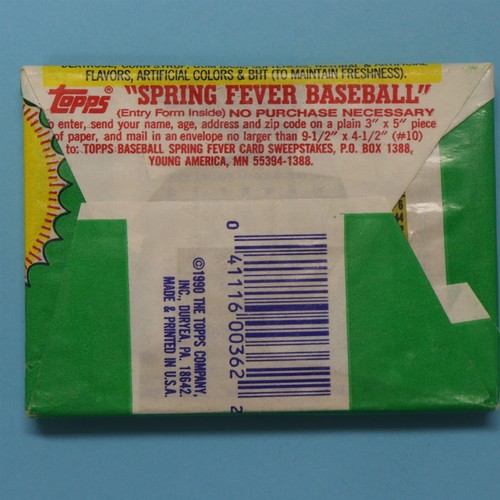 FLAVORS, ARTIFICIAL COLORS & BHT (TO MAINTAIN FRESHNESS).
Topps "SPRING FEVER BASEBALL"
(Entry Form Inside) NO PURCHASE NECESSARY
o enter, send your name, age, address and zip code on a plain 3" x 5" piece
of paper, and mail in an envelope no larger than 9-1/2" x 4-1/2" (#10)
to: TOPPS BASEBALL SPRING FEVER CARD SWEEPSTAKES, P.O. BOX 1388,
YOUNG AMERICA, MN 55394-1388.
©1990 THE TOPPS COMPANY,
INC., DURYEA, PA. 18642.
MADE & PRINTED IN U.S.A.
0 41116 00362 2
44